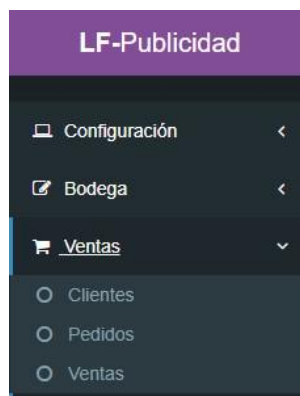 LF-Publicidad
Configuración
Bodega
Ventas
Clientes
Pedidos
Ventas